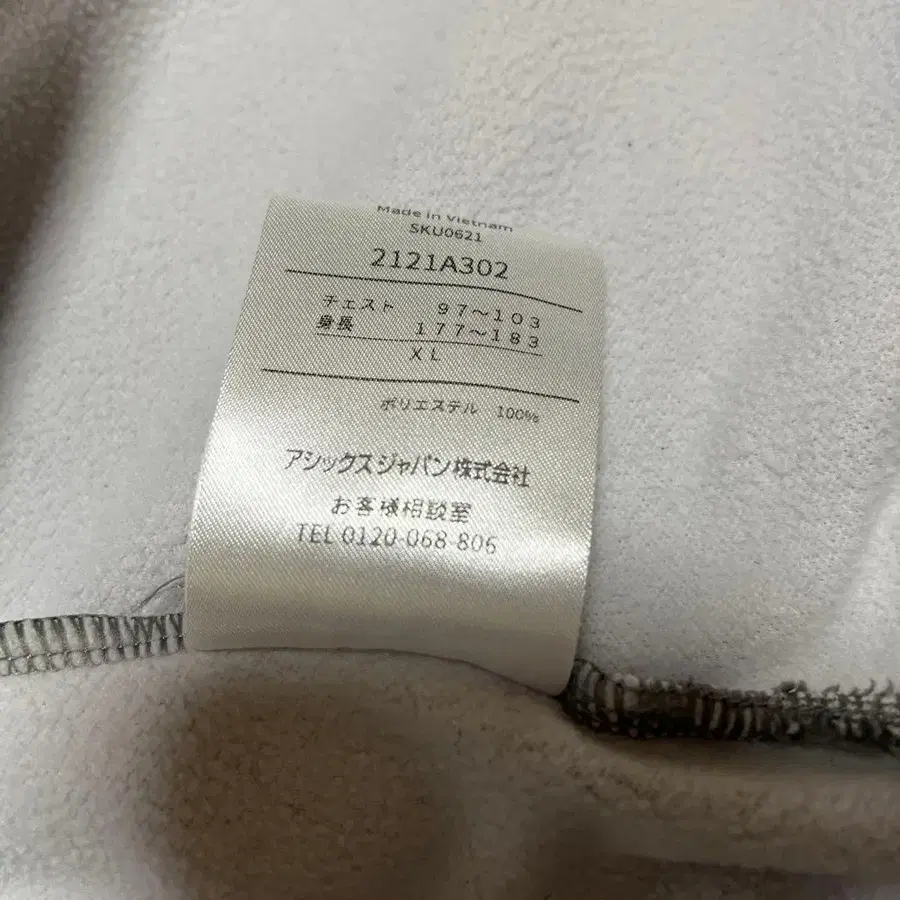 Made in Vietnam
SKU0621
2121A302
チェスト 97～103
身長 177～183
XL
ポリエステル 100%
アシックスジャパン株式会社
お客様相談室
TEL 0120-068-806